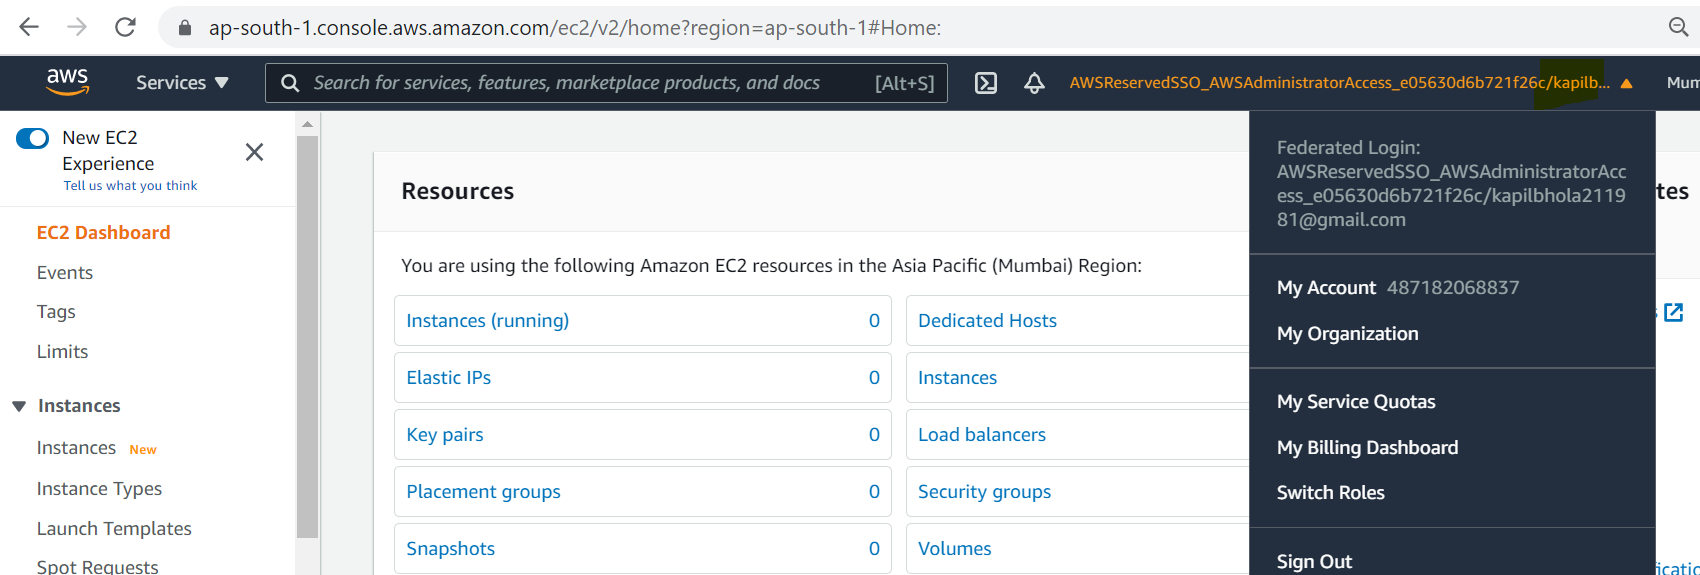 ap-south-1.console.aws.amazon.com/ec2/v2/home?region=ap-south-1#Home:
aws
Services
Search for services, features, marketplace products, and docs
[Alt+S]
AWSReservedSSO_AWSAdministratorAccess_e05630d6b721f26c/kapilb...
Mum
New EC2
Experience
Tell us what you think
EC2 Dashboard
Events
Tags
Limits
Instances
Instances New
Instance Types
Launch Templates
Spot Requests
Resources
You are using the following Amazon EC2 resources in the Asia Pacific (Mumbai) Region:
Instances (running) 0
Dedicated Hosts
Elastic IPs 0
Instances
Key pairs 0
Load balancers
Placement groups 0
Security groups
Snapshots 0
Volumes
Federated Login:
AWSReservedSSO_AWSAdministratorAcc
ess_e05630d6b721f26c/kapilbhola2119
81@gmail.com
My Account 487182068837
My Organization
My Service Quotas
My Billing Dashboard
Switch Roles
Sign Out
tes